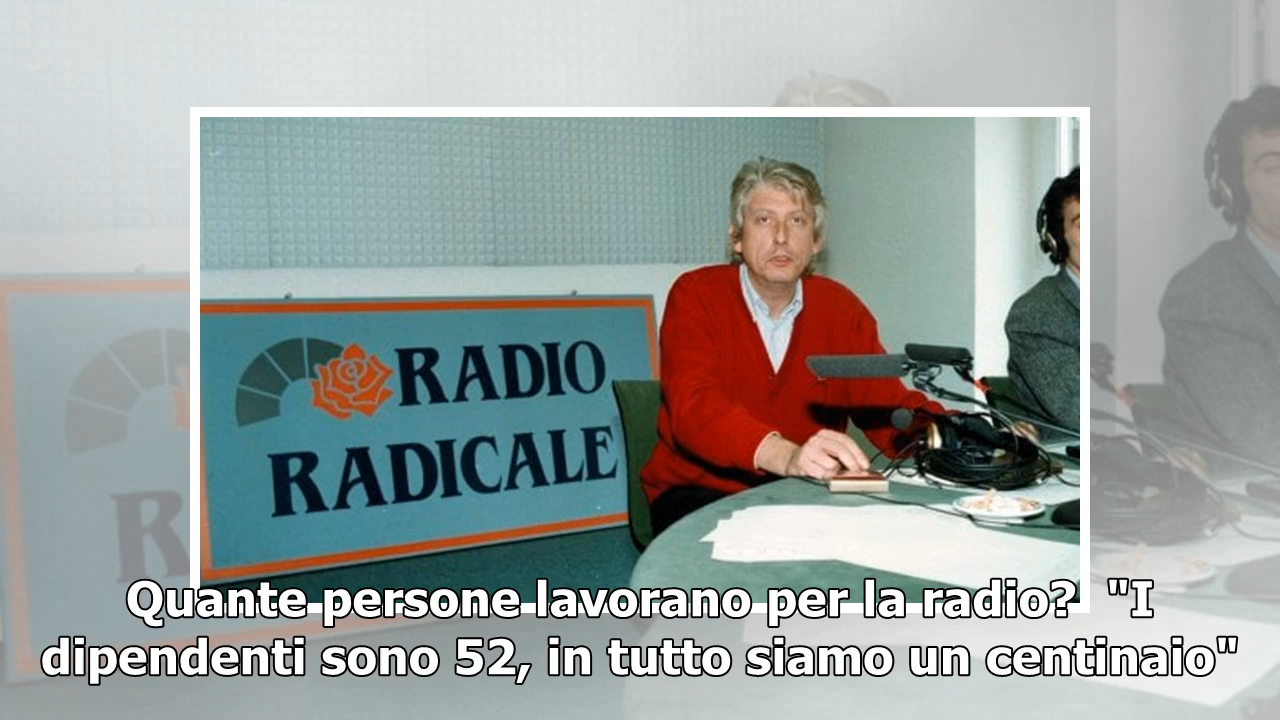 RADIO
RADICALE
Quante persone lavorano per la radio? "I
dipendenti sono 52, in tutto siamo un centinaio"